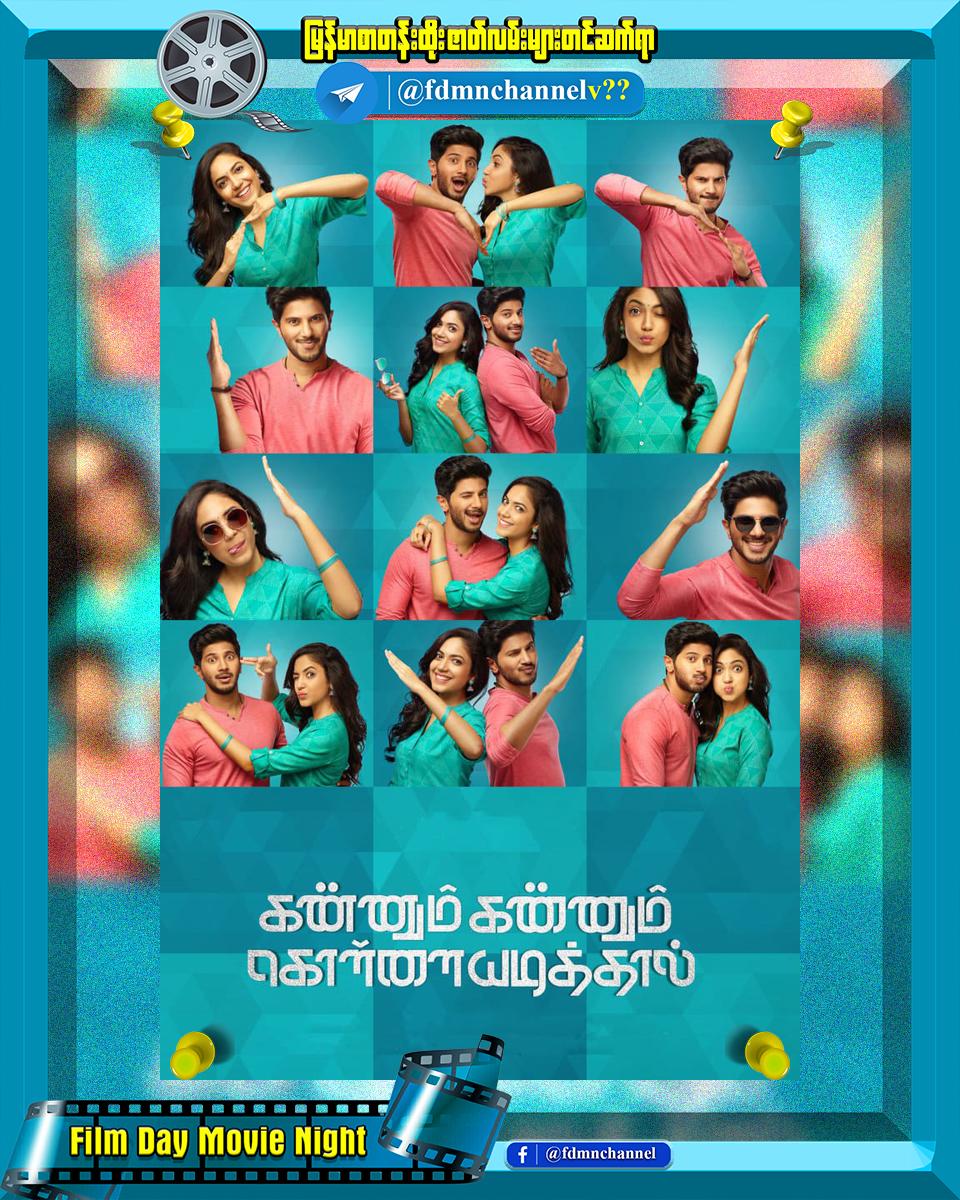 မြန်မာစာတန်းထိုးဇာတ်လမ်းများတင်ဆက်ရာ
@fdmnchannelv??
கண்ணும் கண்ணும்
கொள்ளையடித்தால்
Film Day Movie Night
f @fdmnchannel